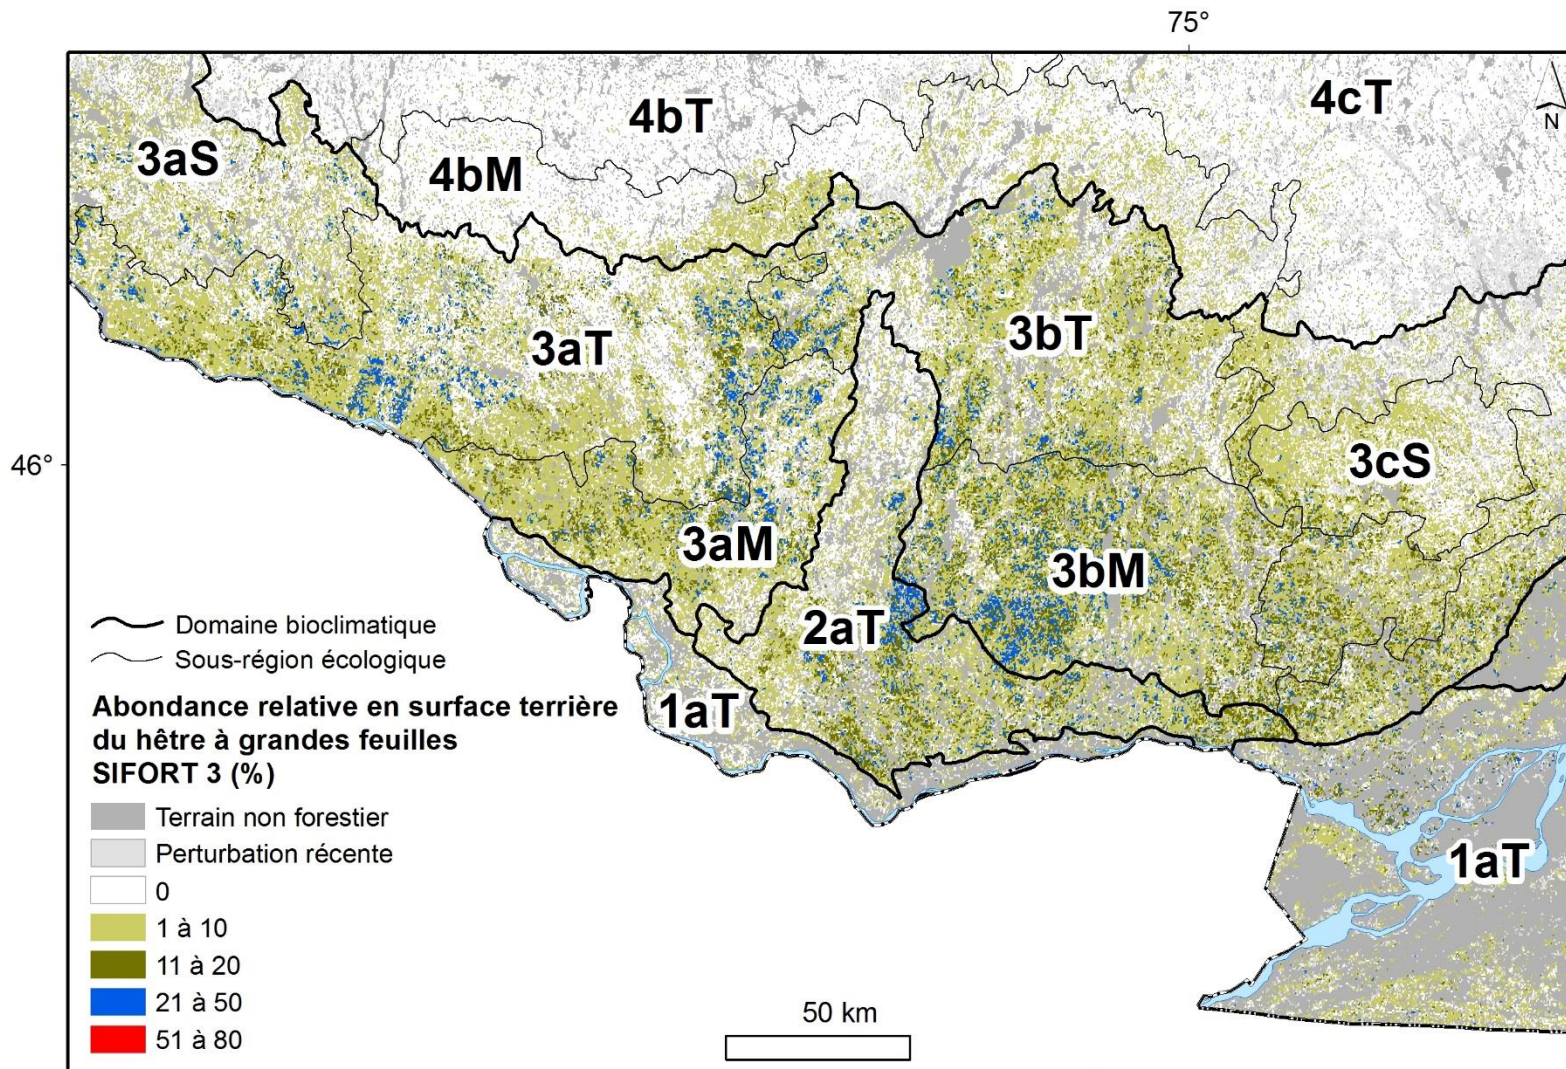 75°
4bT
4cT
N
3aS
4bM
3aT
3bT
46°
3cS
3aM
3bM
2aT
1aT
1aT
Domaine bioclimatique
Sous-région écologique
Abondance relative en surface terrière
du hêtre à grandes feuilles
SIFORT 3 (%)
Terrain non forestier
Perturbation récente
0
1 à 10
11 à 20
21 à 50
51 à 80
50 km